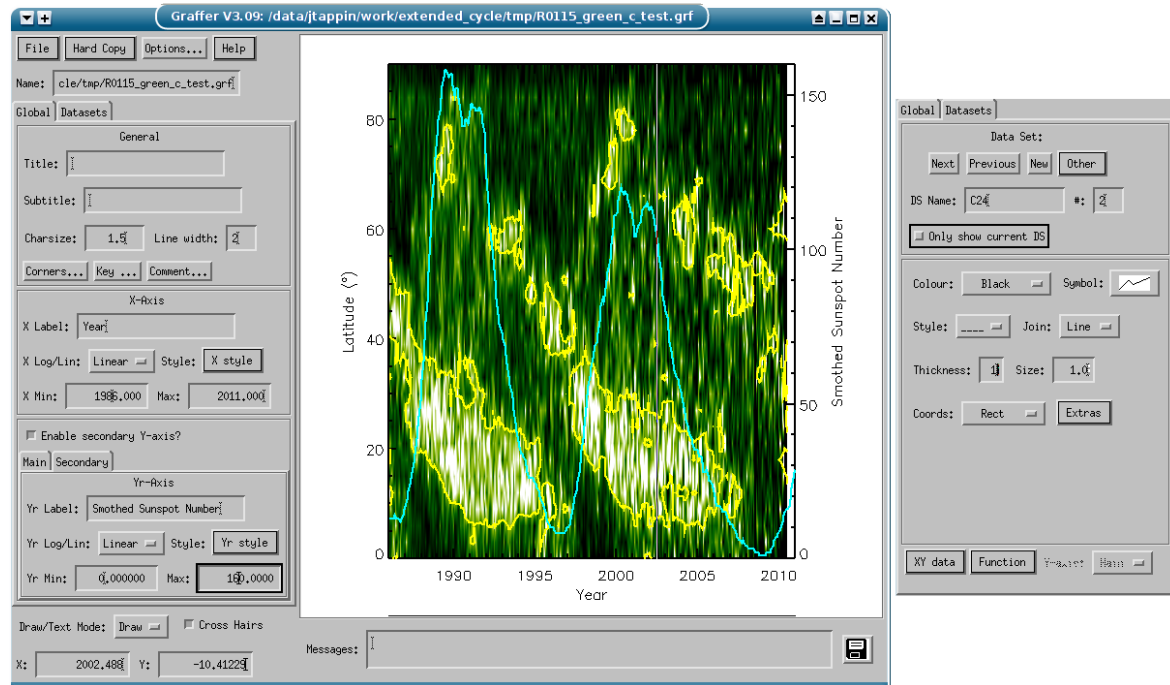 Graffer V3.09: /data/jtappin/work/extended_cycle/tmp/R0115_green_c_test.grf
File Hard Copy Options... Help
Name: cle/tmp/R0115_green_c_test.grf
Global Datasets
General
Title:
Subtitle:
Charsize: 1.5 Line width: 2
Corners... Key ... Comment...
X-Axis
X Label: Year
X Log/Lin: Linear Style: X style
X Min: 1986.000 Max: 2011.000
Enable secondary Y-axis?
Main Secondary
Yr-Axis
Yr Label: Smothed Sunspot Number
Yr Log/Lin: Linear Style: Yr style
Yr Min: 0.000000 Max: 160.0000
Draw/Text Mode: Draw Cross Hairs
X: 2002.488 Y: -10.41229
80
60
40
20
0
Latitude (°)
150
100
50
0
Smothed Sunspot Number
1990 1995 2000 2005 2010
Year
Messages:
Global Datasets
Data Set:
Next Previous New Other
DS Name: C24 #: 2
Only show current DS
Colour: Black Symbol:
Style: ____ Join: Line
Thickness: 1 Size: 1.0
Coords: Rect Extras
XY data Function Y-axis: Main